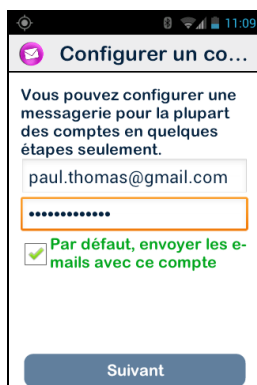 11:09
Configurer un co...
Vous pouvez configurer une
messagerie pour la plupart
des comptes en quelques
étapes seulement.
paul.thomas@gmail.com
•••••••••••••
Par défaut, envoyer les e-
mails avec ce compte
Suivant